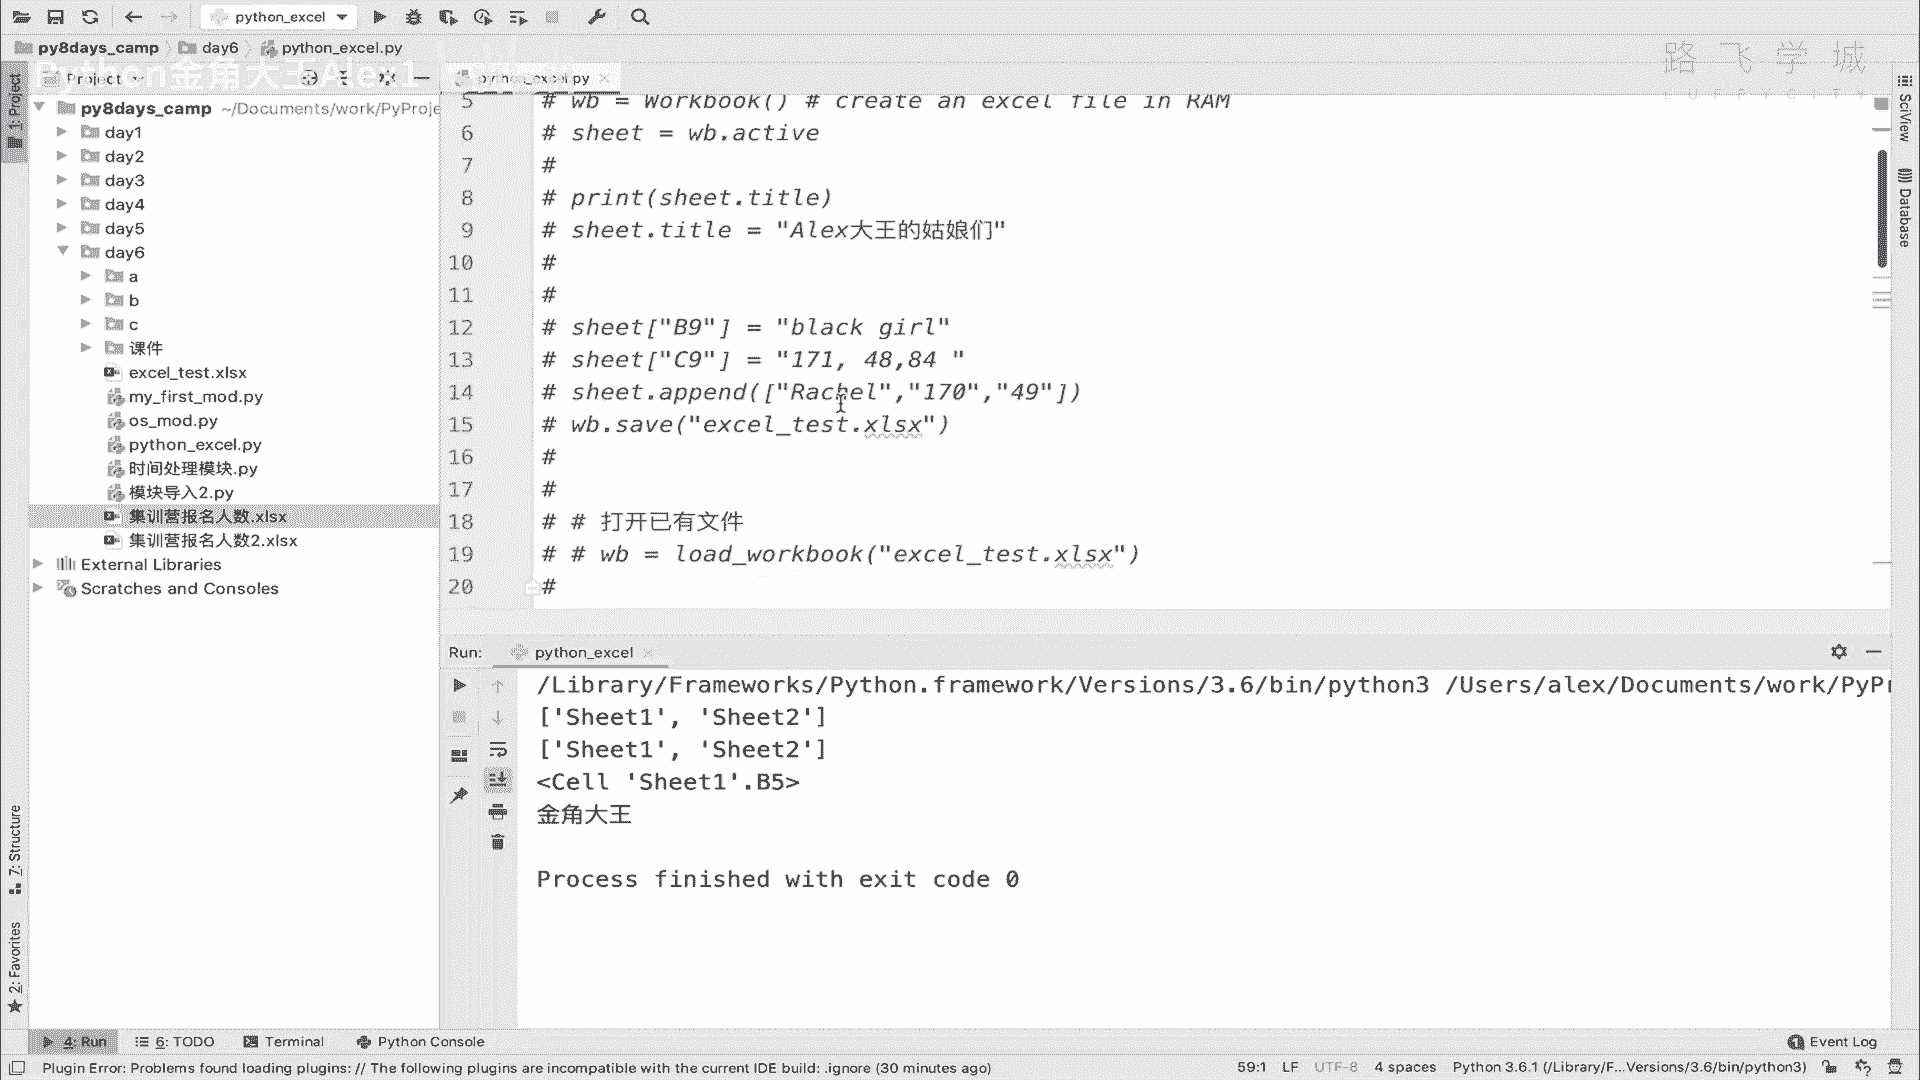 python_excel
py8days_camp
day6
python_excel.py
Python金角大王Alex1
路飞学城
LUFFYCITY
1: Project
Project
python_excel.py
py8days_camp ~/Documents/work/PyProje
day1
day2
day3
day4
day5
day6
a
b
c
课件
excel_test.xlsx
my_first_mod.py
os_mod.py
python_excel.py
时间处理模块.py
模块导入2.py
集训营报名人数.xlsx
集训营报名人数2.xlsx
External Libraries
Scratches and Consoles
5 # wb = Workbook() # create an excel file in RAM
6 # sheet = wb.active
7 #
8 # print(sheet.title)
9 # sheet.title = "Alex大王的姑娘们"
10 #
11 #
12 # sheet["B9"] = "black girl"
13 # sheet["C9"] = "171, 48,84 "
14 # sheet.append(["Rachel","170","49"])
15 # wb.save("excel_test.xlsx")
16 #
17 #
18 # # 打开已有文件
19 # # wb = load_workbook("excel_test.xlsx")
20 #
SciView
Database
Run: python_excel
/Library/Frameworks/Python.framework/Versions/3.6/bin/python3 /Users/alex/Documents/work/PyPr
['Sheet1', 'Sheet2']
['Sheet1', 'Sheet2']
<Cell 'Sheet1'.B5>
金角大王
Process finished with exit code 0
7: Structure
2: Favorites
4: Run
6: TODO
Terminal
Python Console
Event Log
Plugin Error: Problems found loading plugins: // The following plugins are incompatible with the current IDE build: .ignore (30 minutes ago)
59:1 LF UTF-8 4 spaces Python 3.6.1 (/Library/F...Versions/3.6/bin/python3)